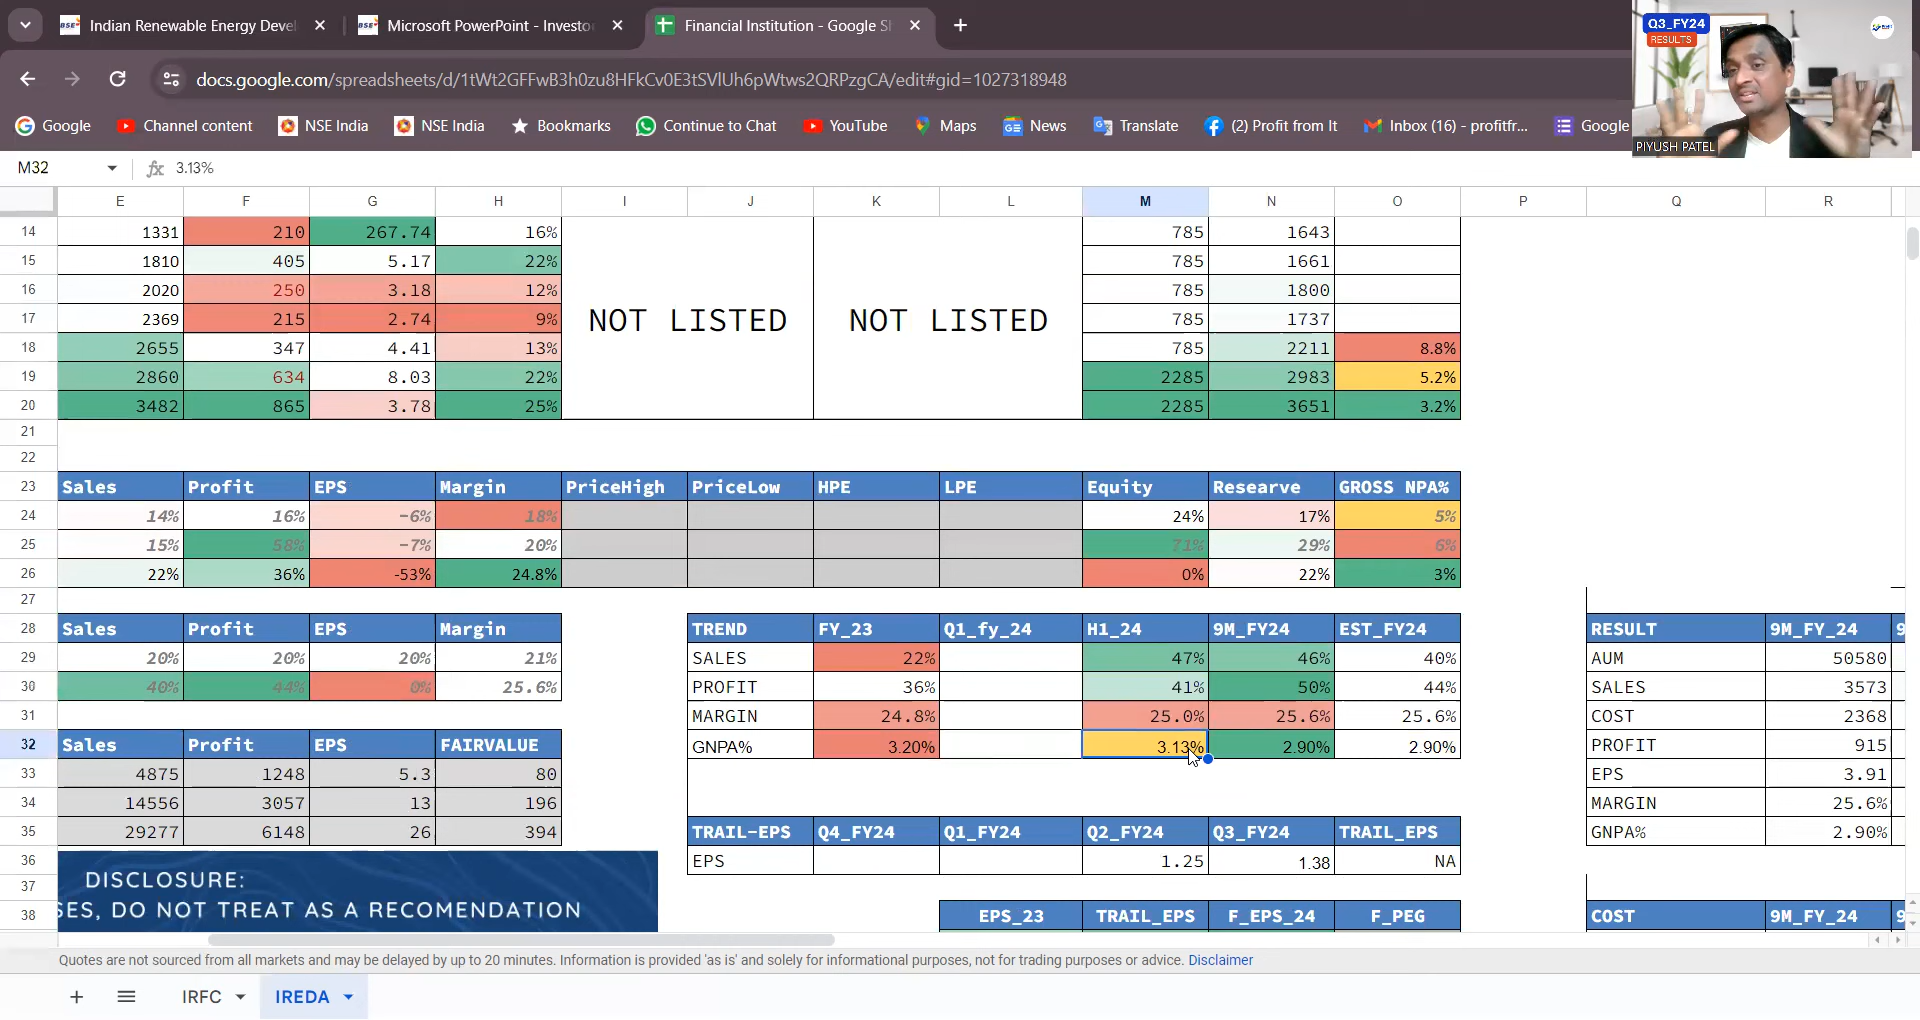 Indian Renewable Energy Deve
Microsoft PowerPoint - Investo
Financial Institution - Google S
docs.google.com/spreadsheets/d/1tWt2GFFwB3h0zu8HFkCv0E3tSVlUh6pWtws2QRPzgCA/edit#gid=1027318948
Q3_FY24
RESULTS
PIYUSH PATEL
Google Channel content NSE India NSE India Bookmarks Continue to Chat YouTube Maps News Translate (2) Profit from It Inbox (16) - profitfr... Google
M32 fx 3.13%
E F G H I J K L M N O P Q R
14 1331 210 267.74 16% 785 1643
15 1810 405 5.17 22% 785 1661
16 2020 250 3.18 12% 785 1800
17 2369 215 2.74 9% NOT LISTED NOT LISTED 785 1737
18 2655 347 4.41 13% 785 2211 8.8%
19 2860 634 8.03 22% 2285 2983 5.2%
20 3482 865 3.78 25% 2285 3651 3.2%
21
22
23 Sales Profit EPS Margin PriceHigh PriceLow HPE LPE Equity Researve GROSS NPA%
24 14% 16% -6% 18% 24% 17% 5%
25 15% 58% -7% 20% 71% 29% 6%
26 22% 36% -53% 24.8% 0% 22% 3%
27
28 Sales Profit EPS Margin TREND FY_23 Q1_fy_24 H1_24 9M_FY24 EST_FY24 RESULT 9M_FY_24 9
29 20% 20% 20% 21% SALES 22% 47% 46% 40% AUM 50580
30 40% 44% 0% 25.6% PROFIT 36% 41% 50% 44% SALES 3573
31 MARGIN 24.8% 25.0% 25.6% 25.6% COST 2368
32 Sales Profit EPS FAIRVALUE GNPA% 3.20% 3.13% 2.90% 2.90% PROFIT 915
33 4875 1248 5.3 80 EPS 3.91
34 14556 3057 13 196 MARGIN 25.6%
35 29277 6148 26 394 TRAIL-EPS Q4_FY24 Q1_FY24 Q2_FY24 Q3_FY24 TRAIL_EPS GNPA% 2.90%
36 EPS 1.25 1.38 NA
37 DISCLOSURE:
38 SES, DO NOT TREAT AS A RECOMENDATION EPS_23 TRAIL_EPS F_EPS_24 F_PEG COST 9M_FY_24 9
Quotes are not sourced from all markets and may be delayed by up to 20 minutes. Information is provided 'as is' and solely for informational purposes, not for trading purposes or advice. Disclaimer
IRFC IREDA